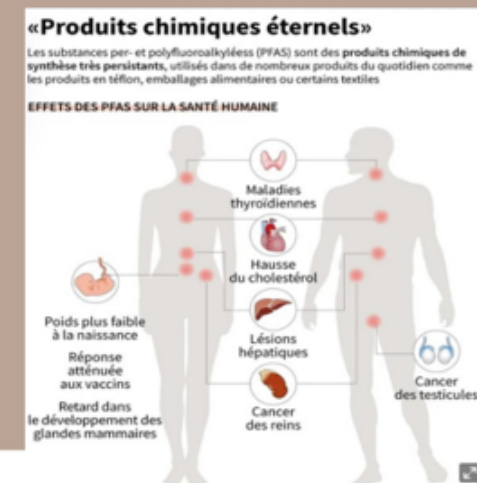 «Produits chimiques éternels»
Les substances per- et polyfluoroalkyléess (PFAS) sont des produits chimiques de
synthèse très persistants, utilisés dans de nombreux produits du quotidien comme
les produits en téflon, emballages alimentaires ou certains textiles
EFFETS DES PFAS SUR LA SANTÉ HUMAINE
Maladies
thyroïdiennes
Hausse
du cholestérol
Lésions
hépatiques
Cancer
des reins
Poids plus faible
à la naissance
Réponse
atténuée
aux vaccins
Retard dans
le développement des
glandes mammaires
Cancer
des testicules